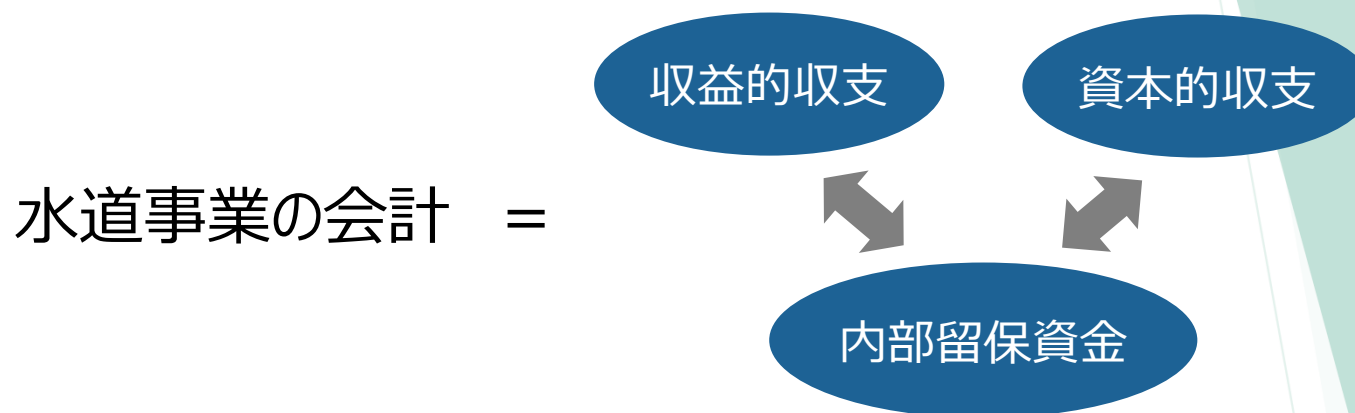 収益的収支
資本的収支
水道事業の会計 =
内部留保資金